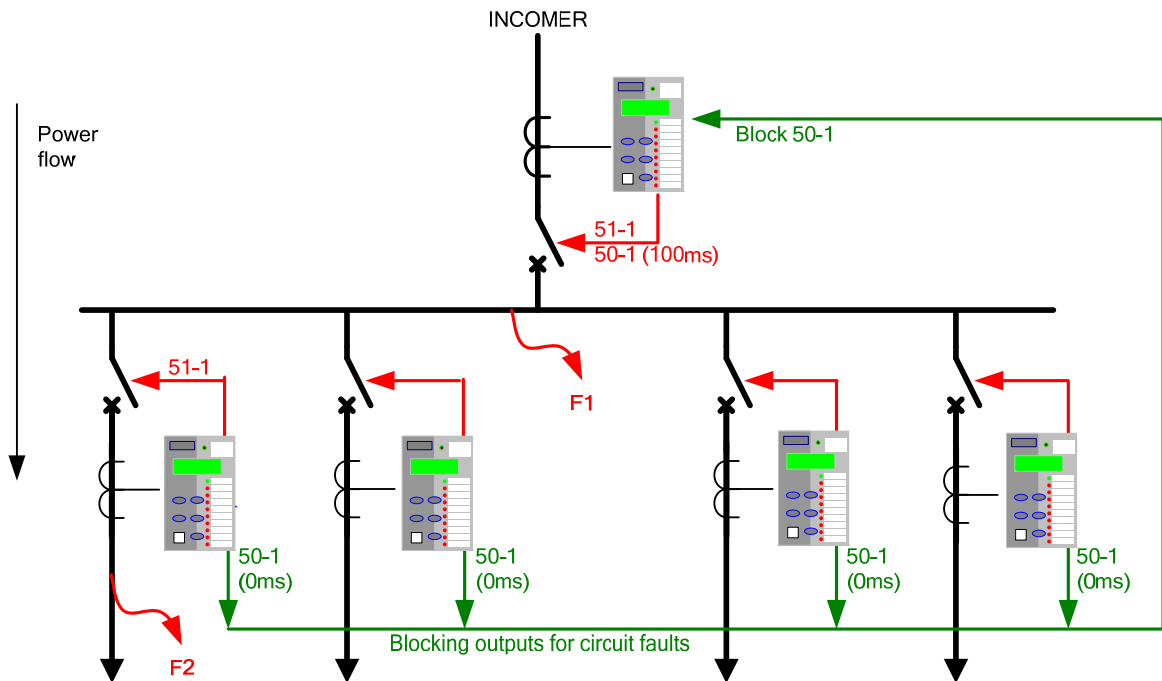 INCOMER
Power
flow
Block 50-1
51-1
50-1 (100ms)
51-1
F1
50-1
(0ms)
50-1
(0ms)
50-1
(0ms)
50-1
(0ms)
Blocking outputs for circuit faults
F2